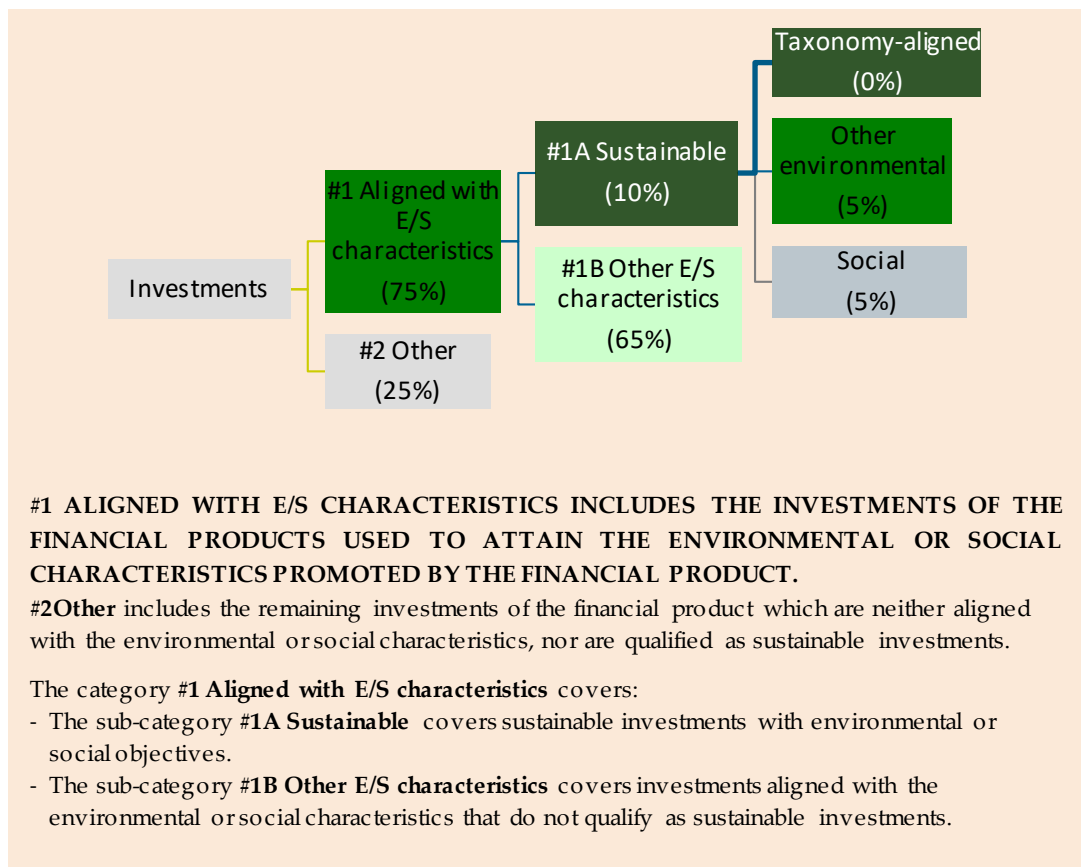 Taxonomy-aligned
(0%)
#1A Sustainable
(10%)
Other
environmental
(5%)
#1 Aligned with
E/S
characteristics
(75%)
#1B Other E/S
characteristics
(65%)
Social
(5%)
Investments
#2 Other
(25%)
#1 ALIGNED WITH E/S CHARACTERISTICS INCLUDES THE INVESTMENTS OF THE
FINANCIAL PRODUCTS USED TO ATTAIN THE ENVIRONMENTAL OR SOCIAL
CHARACTERISTICS PROMOTED BY THE FINANCIAL PRODUCT.
#2Other includes the remaining investments of the financial product which are neither aligned
with the environmental or social characteristics, nor are qualified as sustainable investments.
The category #1 Aligned with E/S characteristics covers:
- The sub-category #1A Sustainable covers sustainable investments with environmental or
social objectives.
- The sub-category #1B Other E/S characteristics covers investments aligned with the
environmental or social characteristics that do not qualify as sustainable investments.